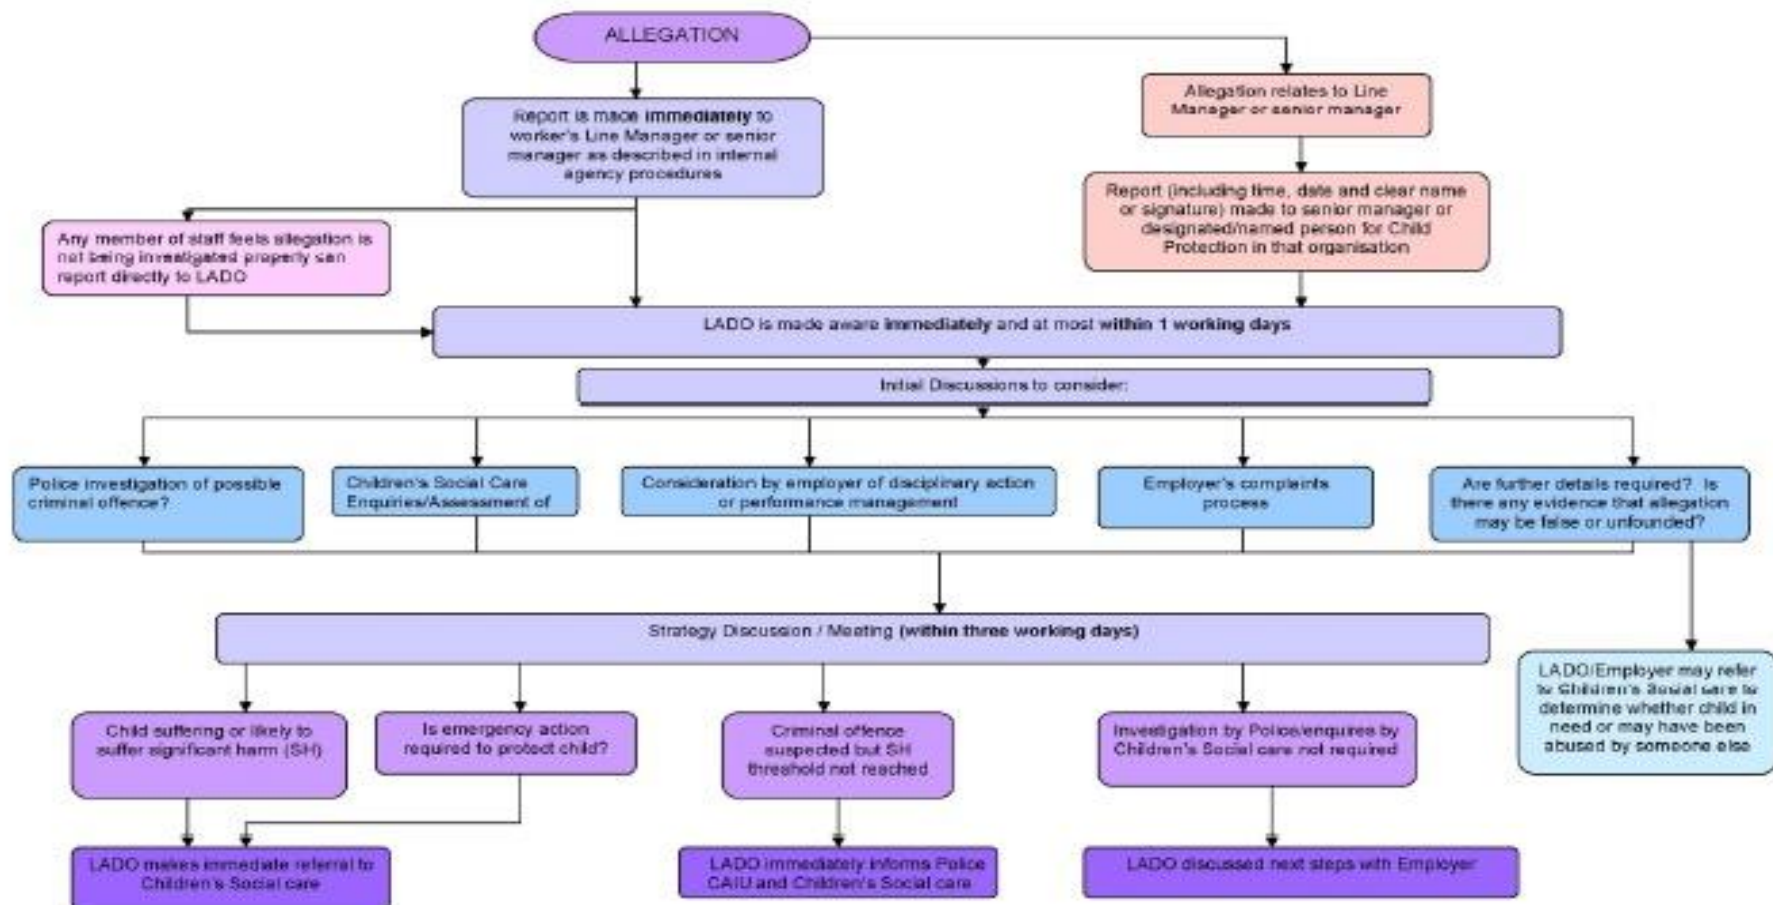 ALLEGATION
Report is made immediately to
worker's Line Manager or senior
manager as described in internal
agency procedures
Allegation relates to Line
Manager or senior manager
Report (including time, date and clear name
or signature) made to senior manager or
designated/named person for Child
Protection in that organisation
Any member of staff feels allegation is
not being investigated properly can
report directly to LADO
LADO is made aware immediately and at most within 1 working days
Initial Discussions to consider:
Police investigation of possible
criminal offence?
Children's Social Care
Enquiries/Assessment of
Consideration by employer of disciplinary action
or performance management
Employer's complaints
process
Are further details required? Is
there any evidence that allegation
may be false or unfounded?
Strategy Discussion / Meeting (within three working days)
Child suffering or likely to
suffer significant harm (SH)
Is emergency action
required to protect child?
Criminal offence
suspected but SH
threshold not reached
Investigation by Police/enquires by
Children's Social care not required
LADO/Employer may refer
to Children's Social care to
determine whether child in
need or may have been
abused by someone else
LADO makes immediate referral to
Children's Social care
LADO immediately informs Police
CAIU and Children's Social care
LADO discussed next steps with Employer